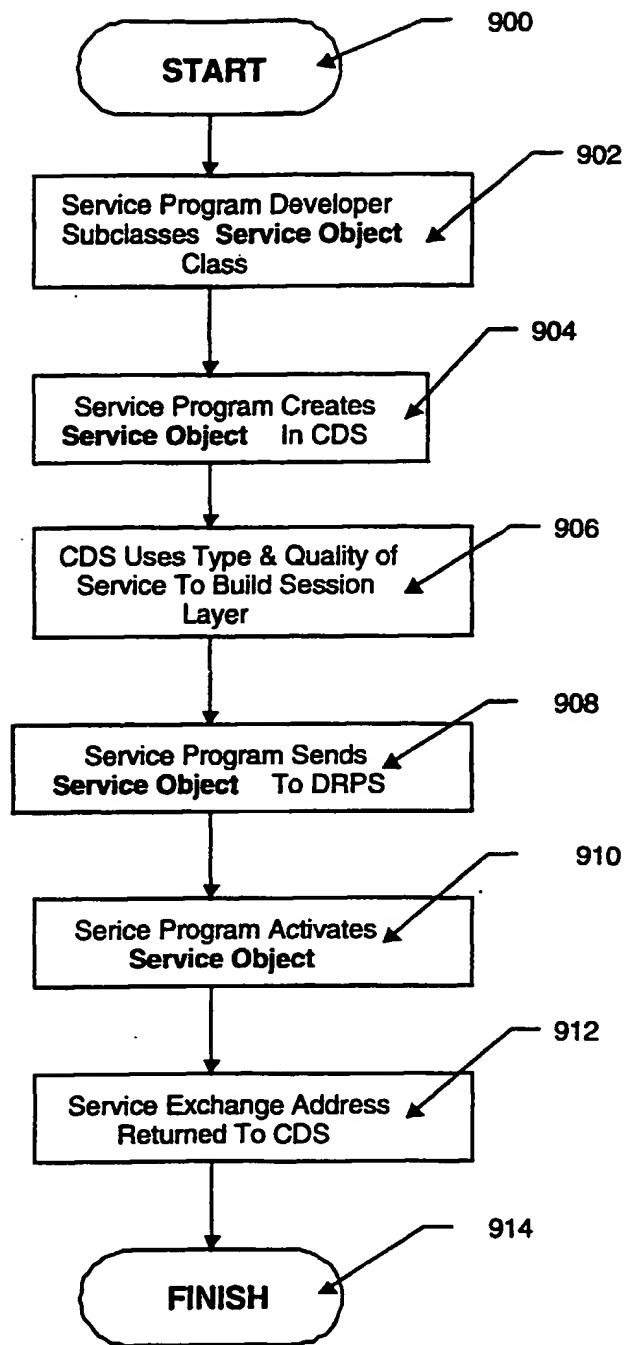 900
START
902
Service Program Developer
Subclasses Service Object
Class
904
Service Program Creates
Service Object In CDS
906
CDS Uses Type & Quality of
Service To Build Session
Layer
908
Service Program Sends
Service Object To DRPS
910
Serice Program Activates
Service Object
912
Service Exchange Address
Returned To CDS
914
FINISH